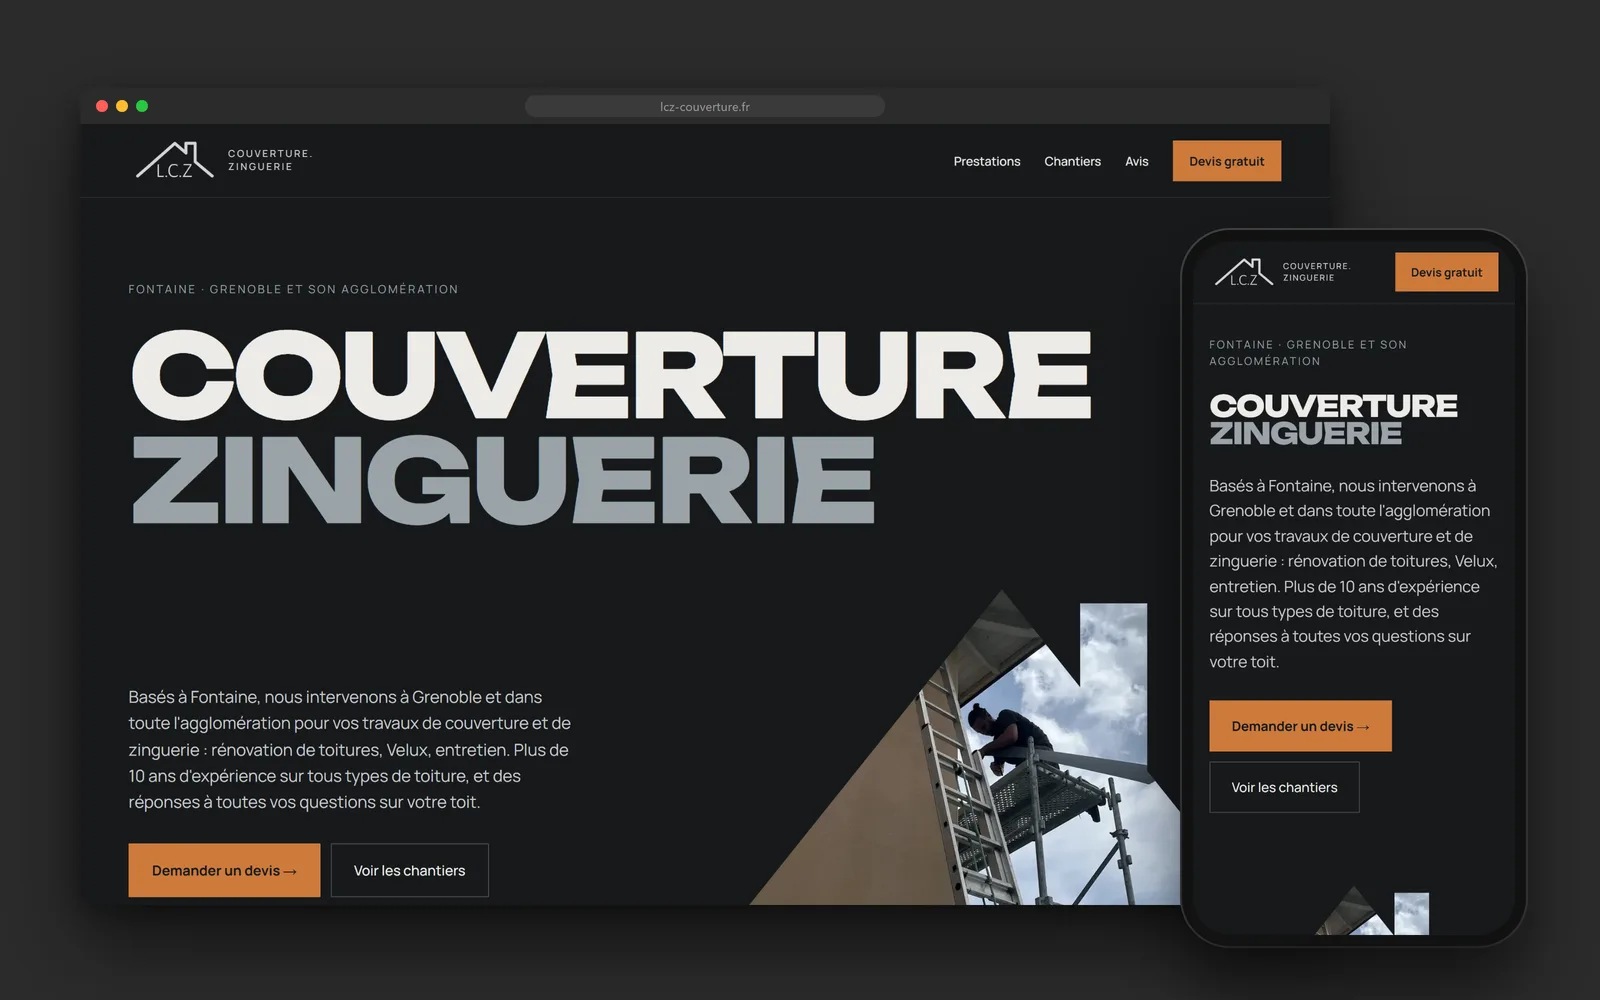 lcz-couverture.fr
L.C.Z
COUVERTURE.
ZINGUERIE
Prestations
Chantiers
Avis
Devis gratuit
FONTAINE · GRENOBLE ET SON AGGLOMÉRATION
COUVERTURE
ZINGUERIE
Basés à Fontaine, nous intervenons à Grenoble et dans
toute l'agglomération pour vos travaux de couverture et de
zinguerie : rénovation de toitures, Velux, entretien. Plus de
10 ans d'expérience sur tous types de toiture, et des
réponses à toutes vos questions sur votre toit.
Demander un devis →
Voir les chantiers
L.C.Z
COUVERTURE.
ZINGUERIE
Devis gratuit
FONTAINE · GRENOBLE ET SON
AGGLOMÉRATION
COUVERTURE
ZINGUERIE
Basés à Fontaine, nous intervenons à
Grenoble et dans toute l'agglomération
pour vos travaux de couverture et de
zinguerie : rénovation de toitures, Velux,
entretien. Plus de 10 ans d'expérience
sur tous types de toiture, et des
réponses à toutes vos questions sur
votre toit.
Demander un devis →
Voir les chantiers